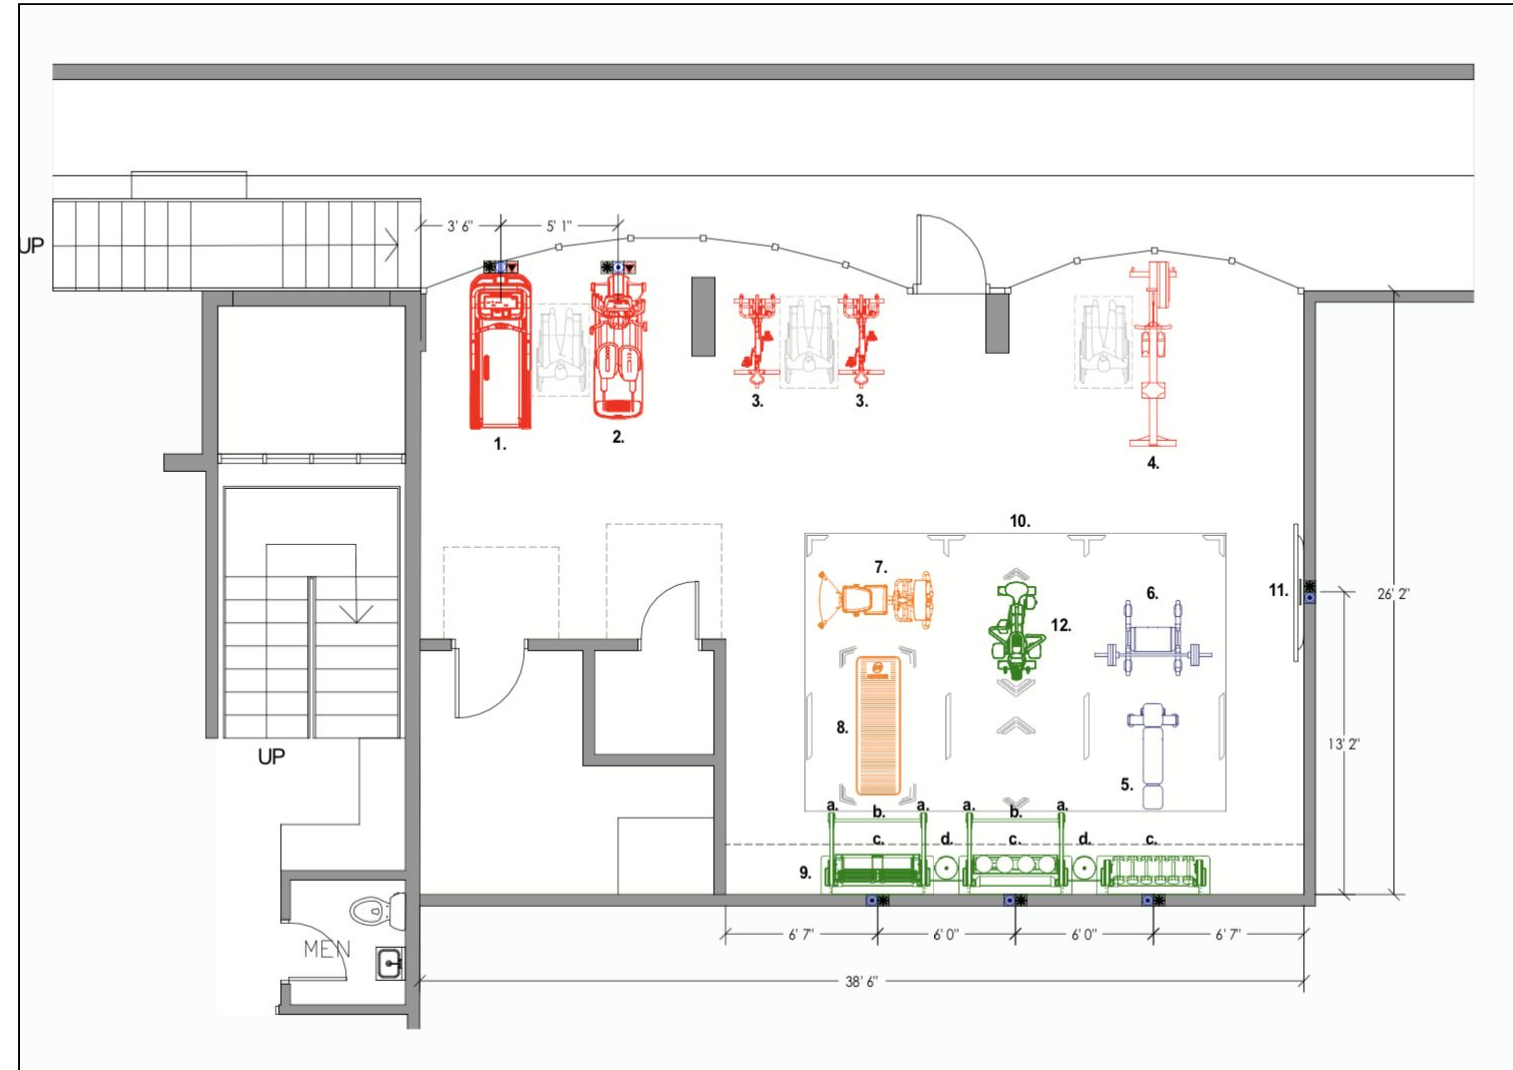 UP
3' 6"
5' 1"
1.
2.
3.
3.
4.
10.
7.
12.
6.
11.
26' 2"
8.
5.
UP
13' 2"
a.
b.
a.
a.
b.
a.
c.
d.
c.
d.
c.
9.
6' 7"
6' 0"
6' 0"
6' 7"
MEN
38' 6"